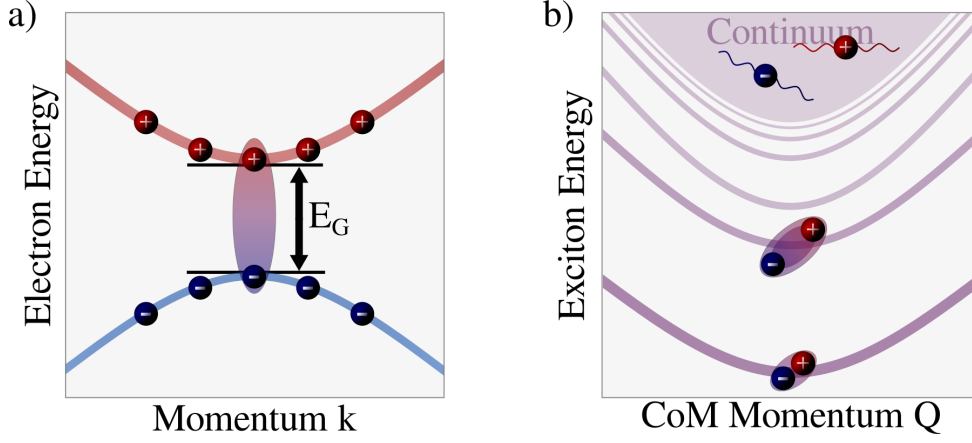 a)
Electron Energy
E_G
Momentum k
b)
Continuum
Exciton Energy
CoM Momentum Q